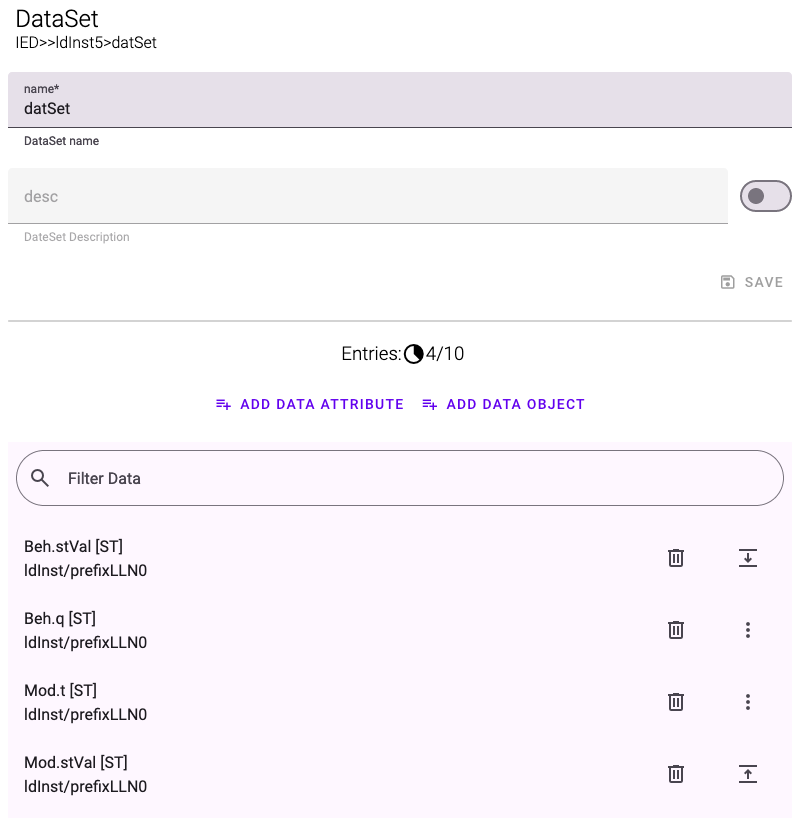 DataSet
IED>>ldInst5>datSet
name*
datSet
DataSet name
desc
DateSet Description
SAVE
Entries: 4/10
ADD DATA ATTRIBUTE ADD DATA OBJECT
Filter Data
Beh.stVal [ST]
ldInst/prefixLLN0
Beh.q [ST]
ldInst/prefixLLN0
Mod.t [ST]
ldInst/prefixLLN0
Mod.stVal [ST]
ldInst/prefixLLN0